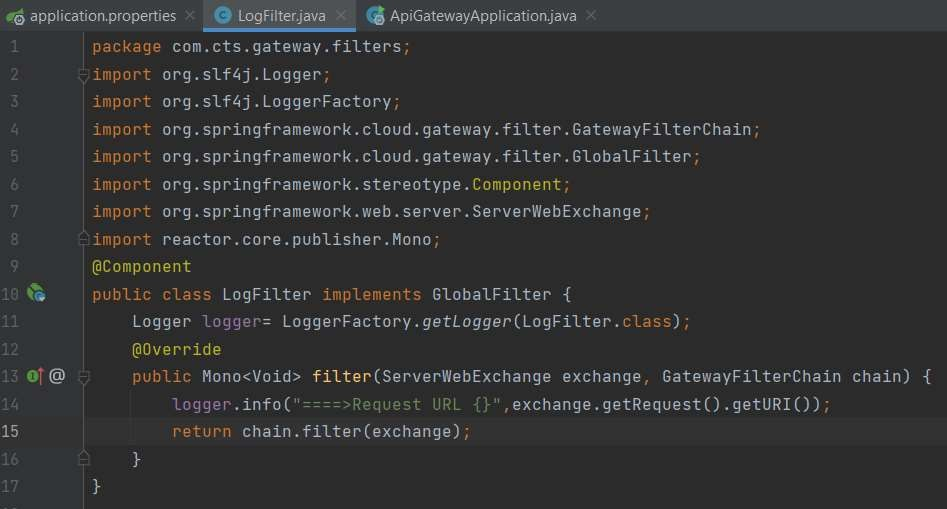 application.properties LogFilter.java ApiGatewayApplication.java
1 package com.cts.gateway.filters;
2 import org.slf4j.Logger;
3 import org.slf4j.LoggerFactory;
4 import org.springframework.cloud.gateway.filter.GatewayFilterChain;
5 import org.springframework.cloud.gateway.filter.GlobalFilter;
6 import org.springframework.stereotype.Component;
7 import org.springframework.web.server.ServerWebExchange;
8 import reactor.core.publisher.Mono;
9 @Component
10 public class LogFilter implements GlobalFilter {
11     Logger logger= LoggerFactory.getLogger(LogFilter.class);
12     @Override
13 @ public Mono<Void> filter(ServerWebExchange exchange, GatewayFilterChain chain) {
14         logger.info("====>Request URL {}",exchange.getRequest().getURI());
15         return chain.filter(exchange);
16     }
17 }